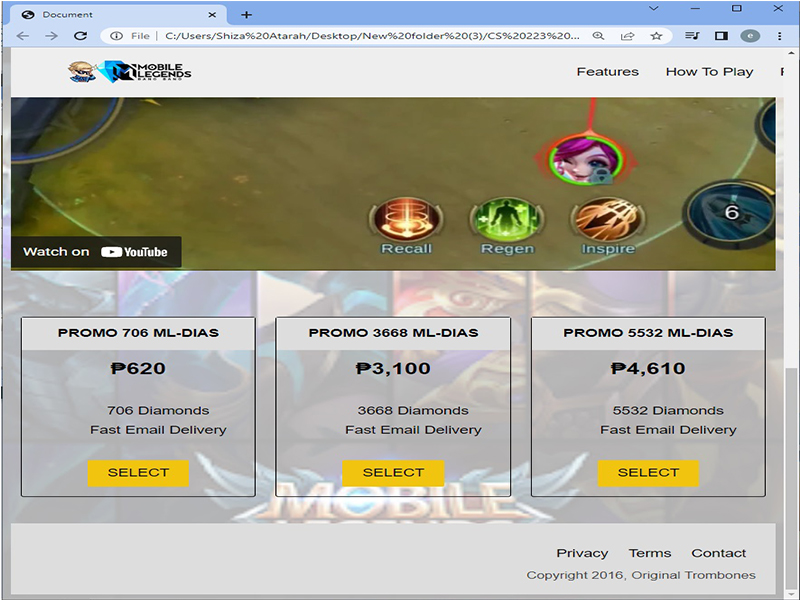 Document
File | C:/Users/Shiza%20Atarah/Desktop/New%20folder%20(3)/CS%20223%20...
e
MOBILE
LEGENDS
BANG BANG
Features How To Play
6
Recall Regen Inspire
Watch on YouTube
PROMO 706 ML-DIAS
₱620
706 Diamonds
Fast Email Delivery
SELECT
PROMO 3668 ML-DIAS
₱3,100
3668 Diamonds
Fast Email Delivery
SELECT
PROMO 5532 ML-DIAS
₱4,610
5532 Diamonds
Fast Email Delivery
SELECT
MOBILE
LEGENDS
Privacy Terms Contact
Copyright 2016, Original Trombones